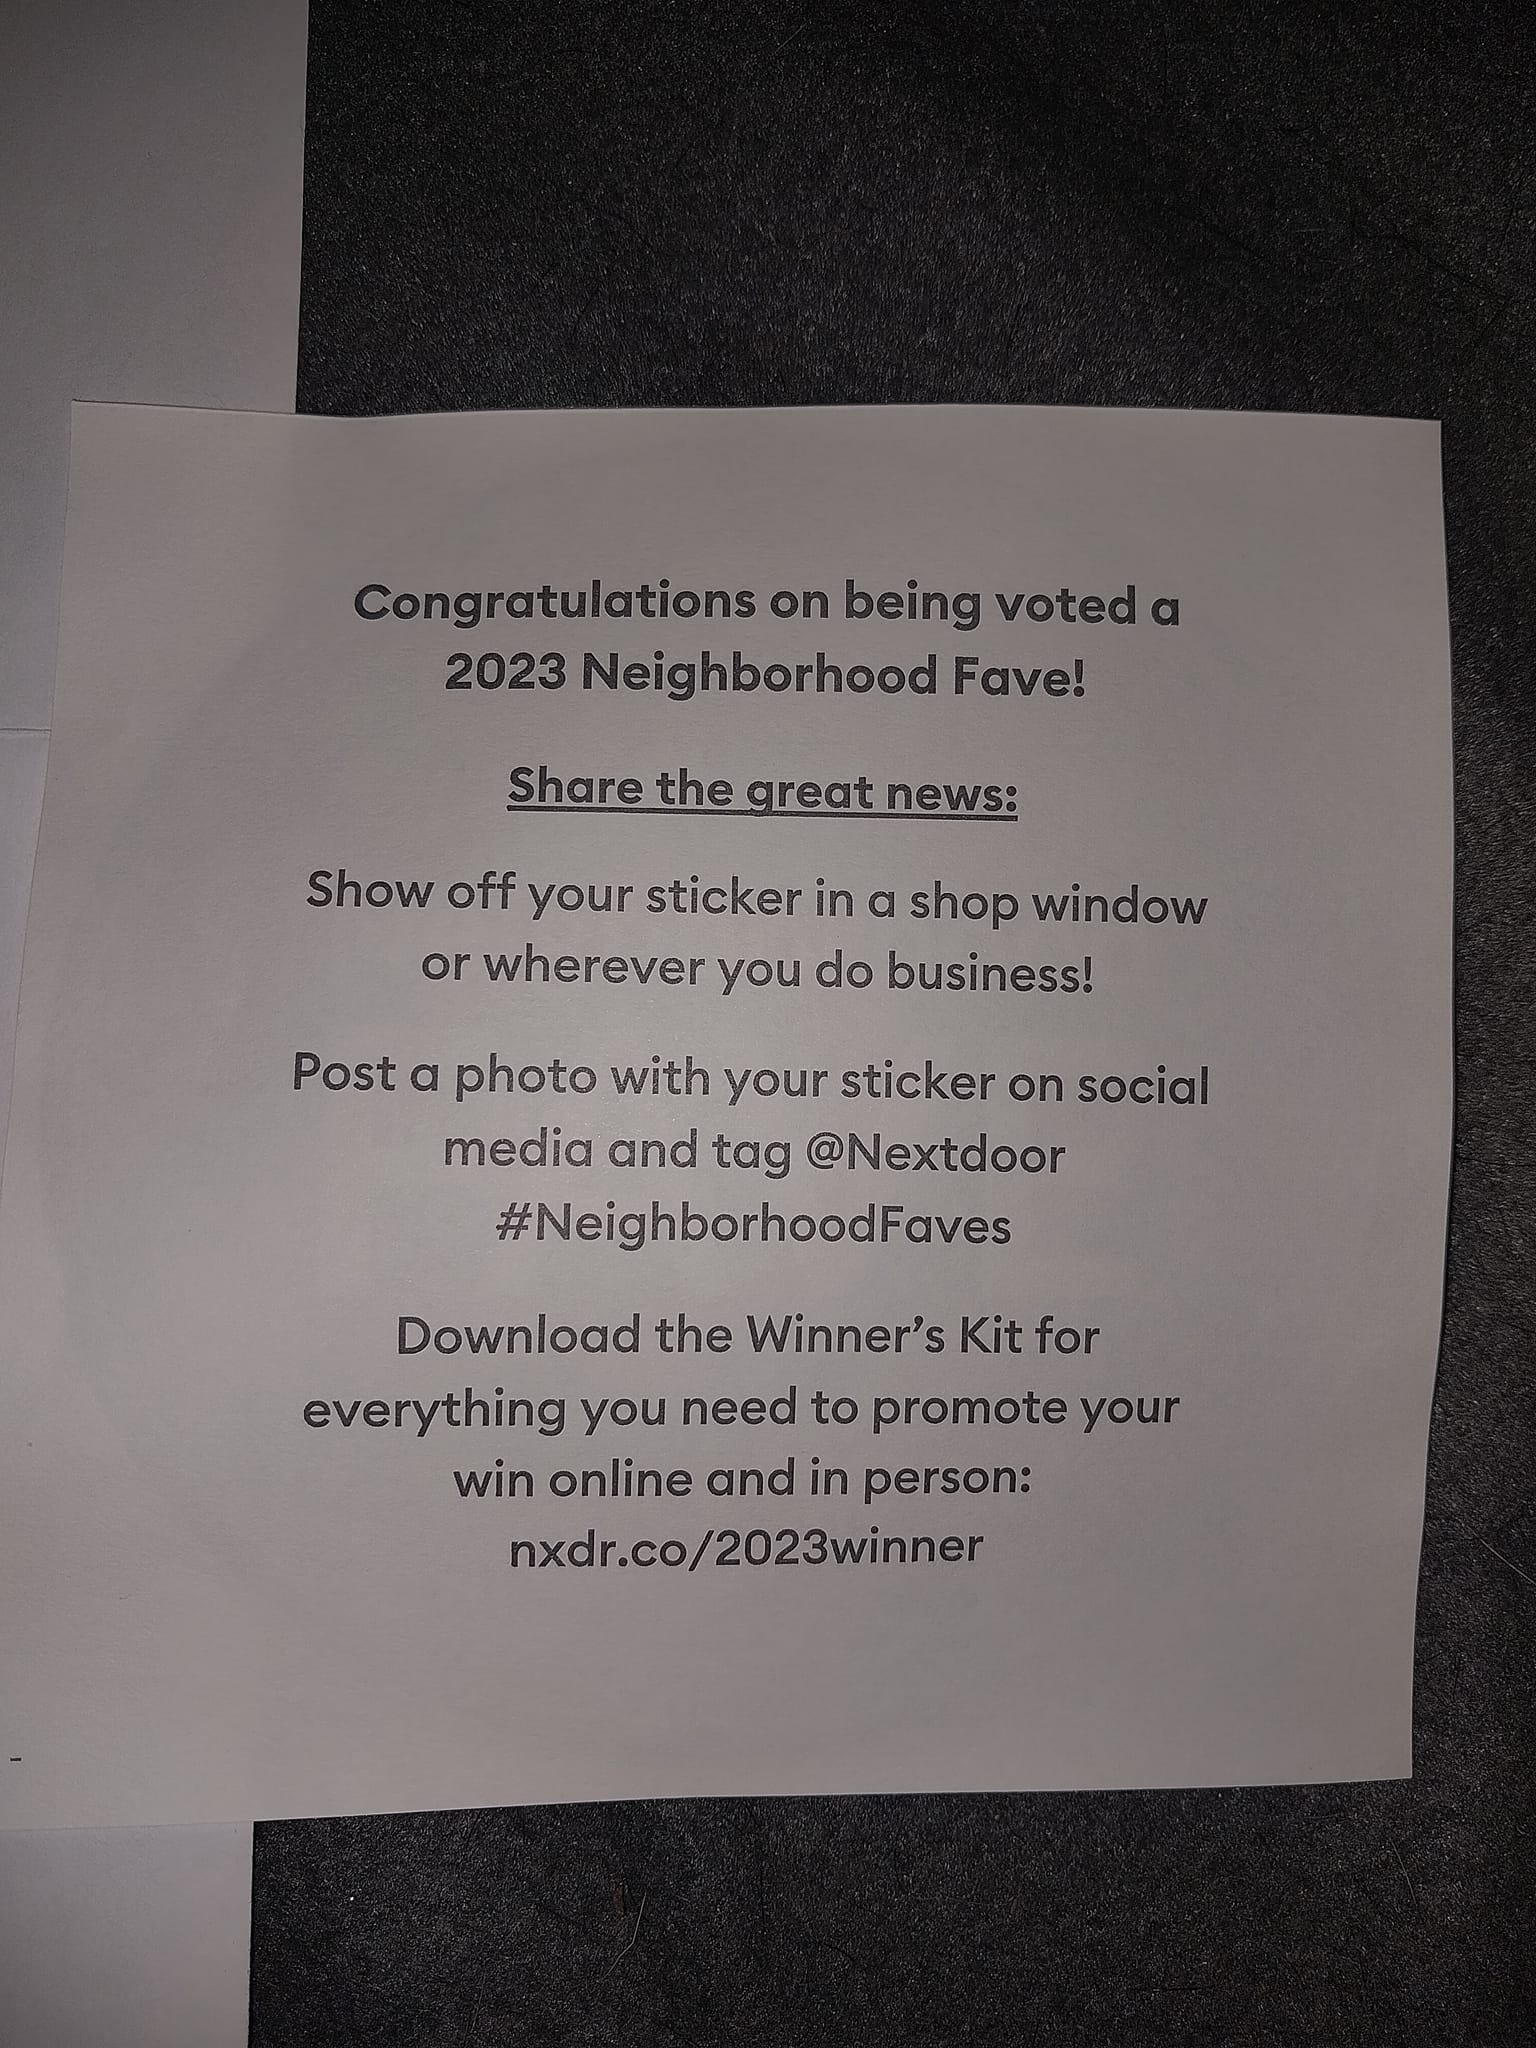 Congratulations on being voted a
2023 Neighborhood Fave!
Share the great news:
Show off your sticker in a shop window
or wherever you do business!
Post a photo with your sticker on social
media and tag @Nextdoor
#NeighborhoodFaves
Download the Winner’s Kit for
everything you need to promote your
win online and in person:
nxdr.co/2023winner